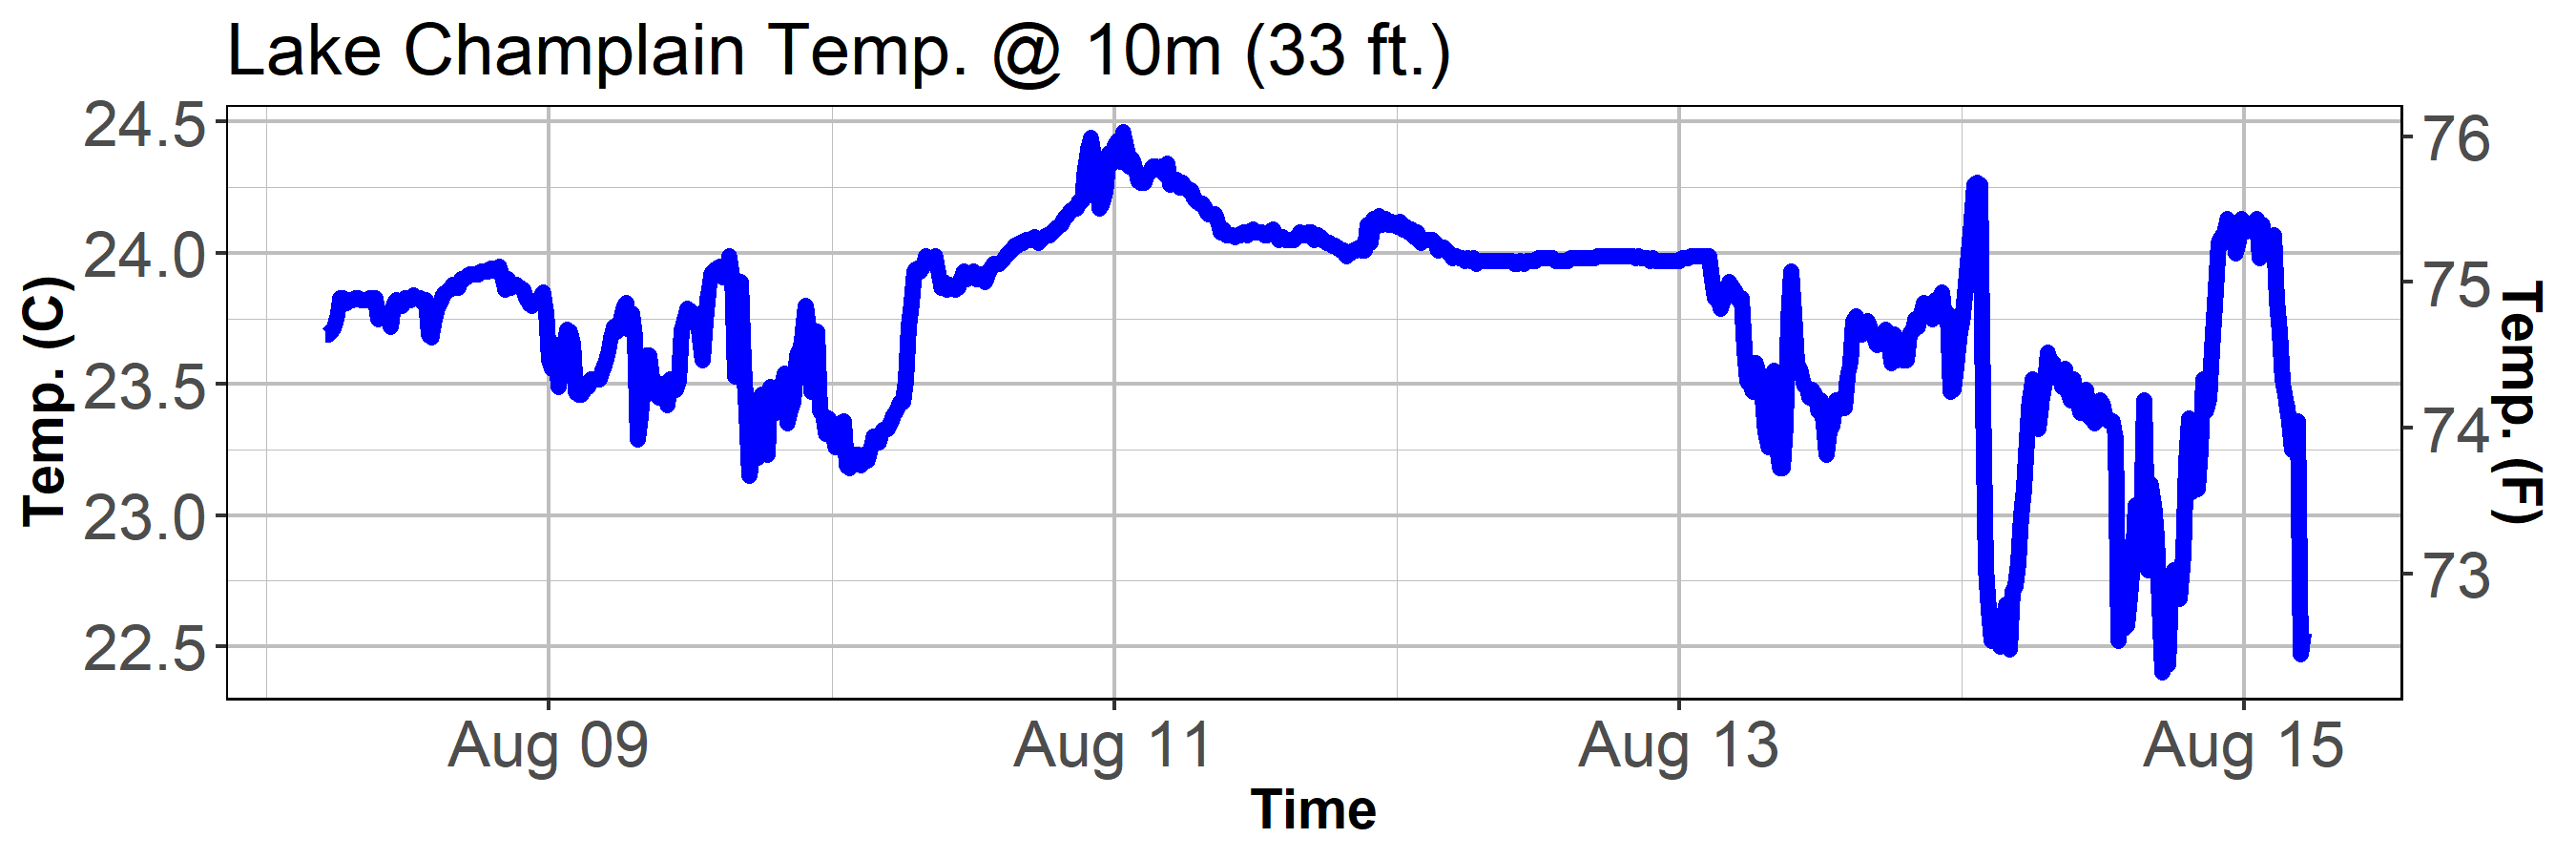 Lake Champlain Temp. @ 10m (33 ft.)
24.5
24.0
23.5
23.0
22.5
Temp. (C)
76
75
74
73
Temp. (F)
Aug 09 Aug 11 Aug 13 Aug 15
Time